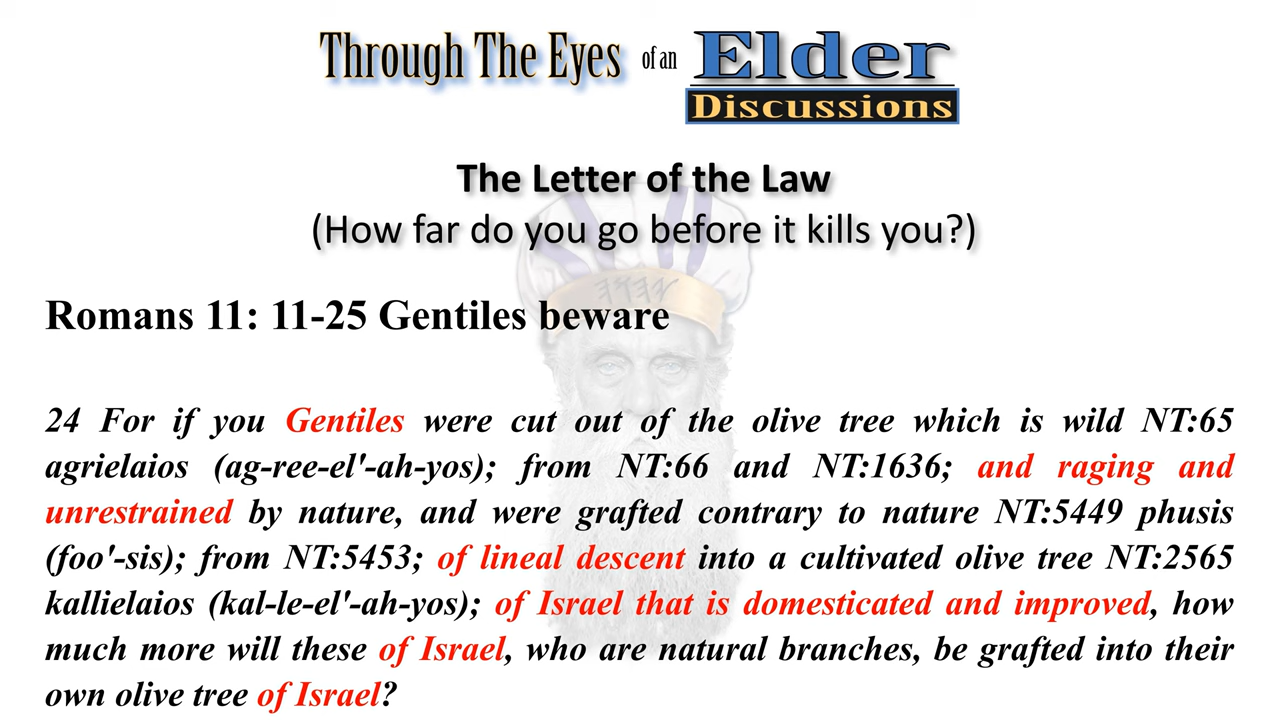 Through The Eyes of an Elder
Discussions
The Letter of the Law
(How far do you go before it kills you?)
Romans 11: 11-25 Gentiles beware
24 For if you Gentiles were cut out of the olive tree which is wild NT:65
agrielaios (ag-ree-el'-ah-yos); from NT:66 and NT:1636; and raging and
unrestrained by nature, and were grafted contrary to nature NT:5449 phusis
(foo'-sis); from NT:5453; of lineal descent into a cultivated olive tree NT:2565
kallielaios (kal-le-el'-ah-yos); of Israel that is domesticated and improved, how
much more will these of Israel, who are natural branches, be grafted into their
own olive tree of Israel?